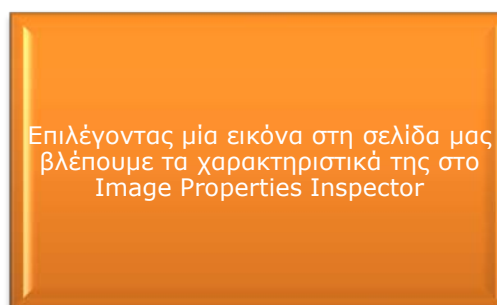 Επιλέγοντας μία εικόνα στη σελίδα μας
βλέπουμε τα χαρακτηριστικά της στο
Image Properties Inspector